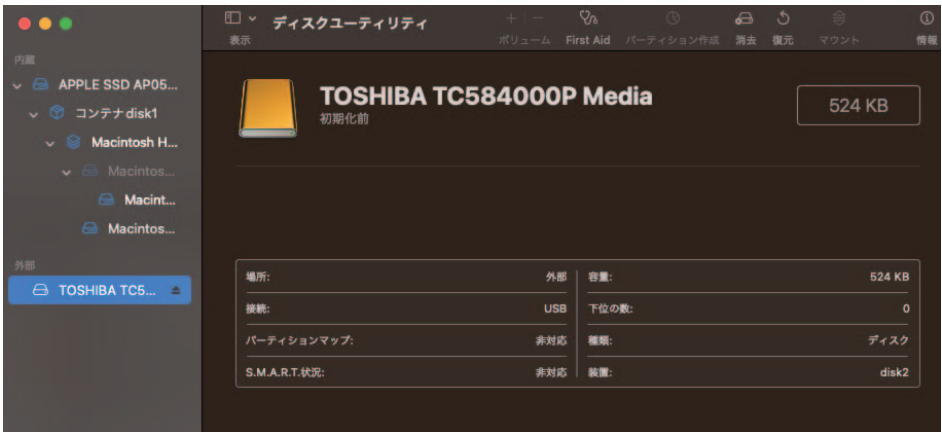 ディスクユーティリティ
表示
ボリューム First Aid パーティション作成 消去 復元 マウント 情報
内蔵
APPLE SSD AP05...
コンテナdisk1
Macintosh H...
Macintos...
Macint...
Macintos...
外部
TOSHIBA TC5...
TOSHIBA TC584000P Media
初期化前
524 KB
場所: 外部
容量: 524 KB
接続: USB
下位の数: 0
パーティションマップ: 非対応
種類: ディスク
S.M.A.R.T.状況: 非対応
装置: disk2